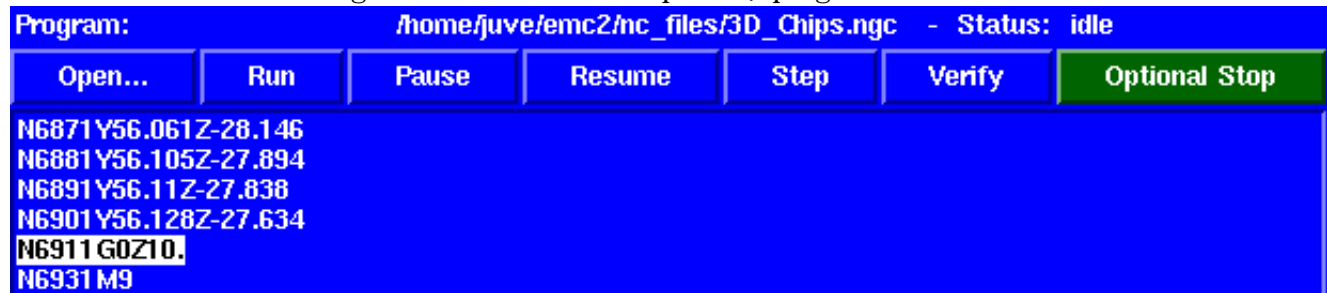 Program: /home/juve/emc2/nc_files/3D_Chips.ngc - Status: idle
Open... Run Pause Resume Step Verify Optional Stop
N6871Y56.061Z-28.146
N6881Y56.105Z-27.894
N6891Y56.11Z-27.838
N6901Y56.128Z-27.634
N6911G0Z10.
N6931M9